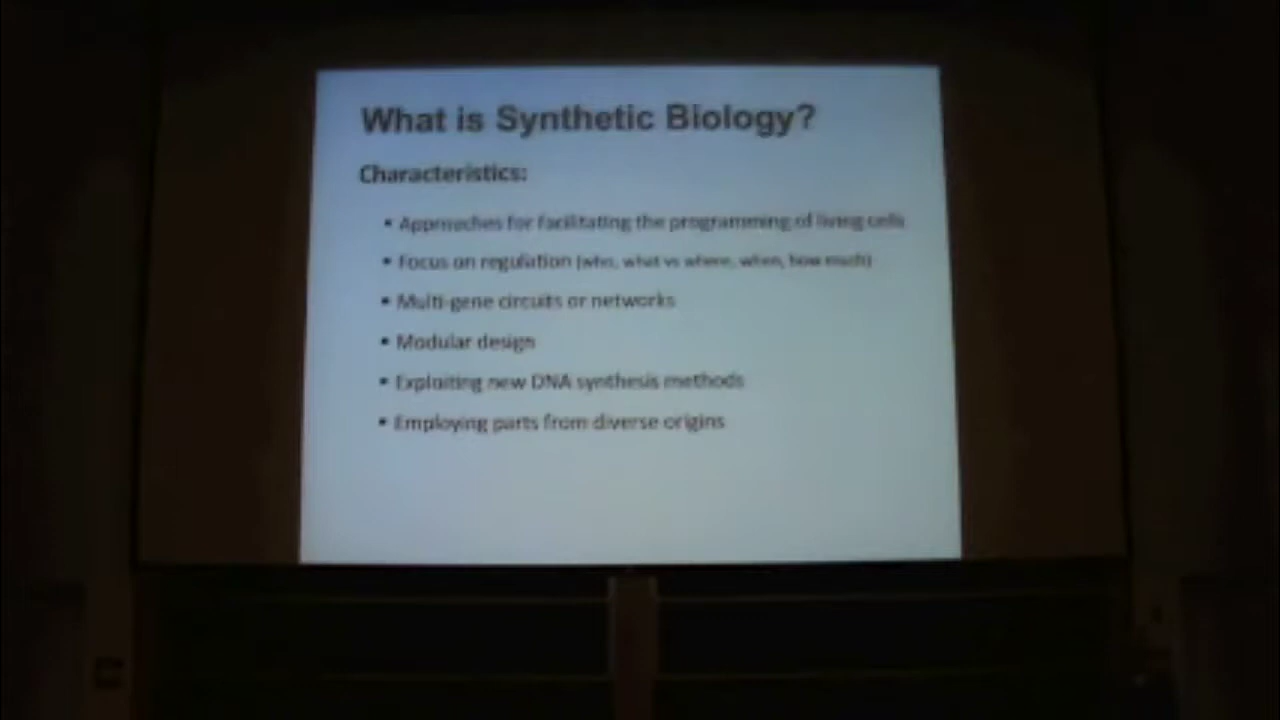 What is Synthetic Biology?
Characteristics:
▪ Approaches for facilitating the programming of living cells
▪ Focus on regulation (who, what vs where, when, how much)
▪ Multi-gene circuits or networks
▪ Modular design
▪ Exploiting new DNA synthesis methods
▪ Employing parts from diverse origins